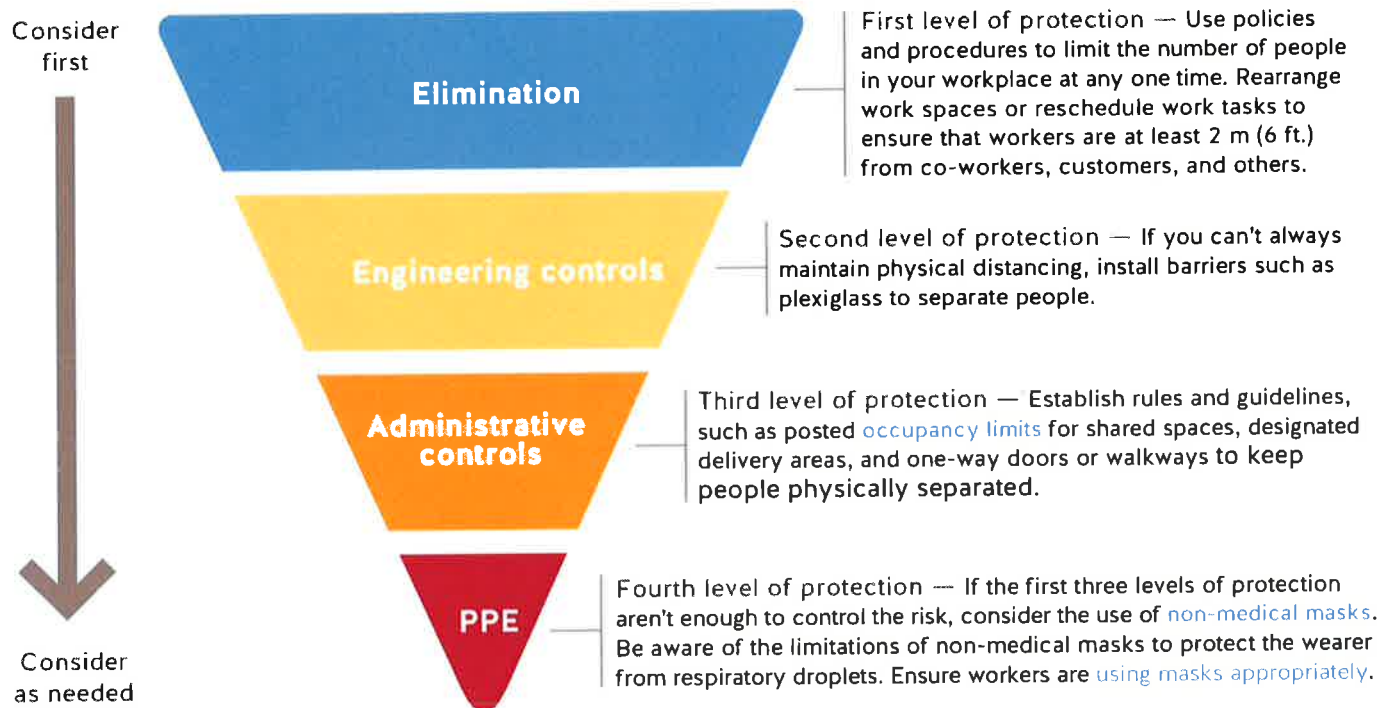 Consider
first
Elimination
First level of protection — Use policies
and procedures to limit the number of people
in your workplace at any one time. Rearrange
work spaces or reschedule work tasks to
ensure that workers are at least 2 m (6 ft.)
from co-workers, customers, and others.
Engineering controls
Second level of protection — If you can't always
maintain physical distancing, install barriers such as
plexiglass to separate people.
Administrative
controls
Third level of protection — Establish rules and guidelines,
such as posted occupancy limits for shared spaces, designated
delivery areas, and one-way doors or walkways to keep
people physically separated.
PPE
Fourth level of protection — If the first three levels of protection
aren't enough to control the risk, consider the use of non-medical masks.
Be aware of the limitations of non-medical masks to protect the wearer
from respiratory droplets. Ensure workers are using masks appropriately.
Consider
as needed